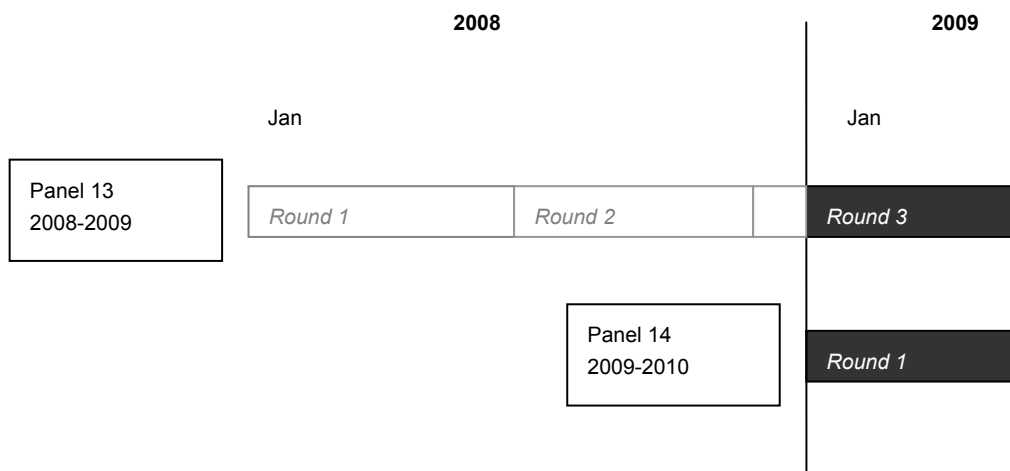 2008
2009
Jan
Jan
Panel 13
2008-2009
Round 1
Round 2
Round 3
Panel 14
2009-2010
Round 1